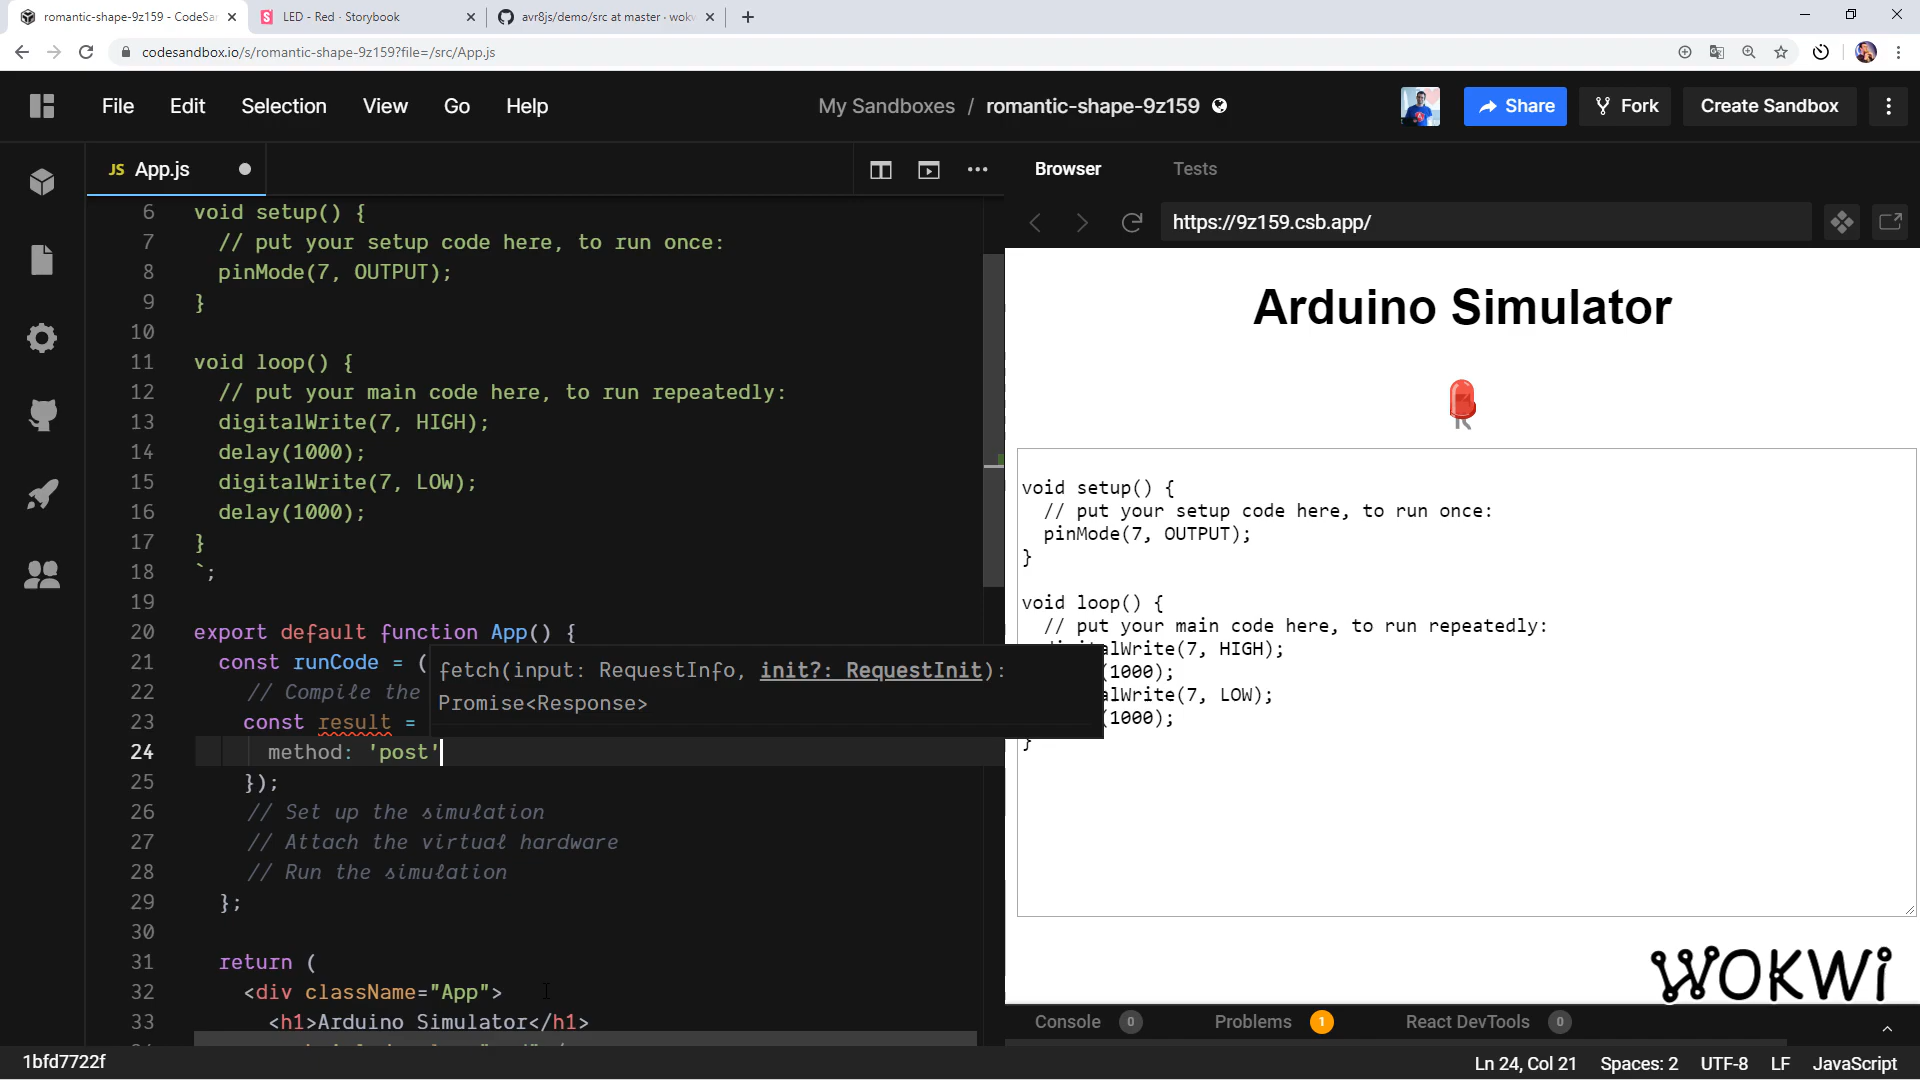 romantic-shape-9z159 - CodeSa
LED - Red · Storybook
avr8js/demo/src at master · wokw
codesandbox.io/s/romantic-shape-9z159?file=/src/App.js
File Edit Selection View Go Help
My Sandboxes / romantic-shape-9z159
Share
Fork
Create Sandbox
JS App.js
Browser
Tests
https://9z159.csb.app/
6 void setup() {
7 // put your setup code here, to run once:
8 pinMode(7, OUTPUT);
9 }
10
11 void loop() {
12 // put your main code here, to run repeatedly:
13 digitalWrite(7, HIGH);
14 delay(1000);
15 digitalWrite(7, LOW);
16 delay(1000);
17 }
18 `;
19
20 export default function App() {
21 const runCode = (
22 // Compile the
23 const result =
24 method: 'post'
25 });
26 // Set up the simulation
27 // Attach the virtual hardware
28 // Run the simulation
29 };
30
31 return (
32 <div className="App">
33 <h1>Arduino Simulator</h1>
fetch(input: RequestInfo, init?: RequestInit):
Promise<Response>
Arduino Simulator
void setup() {
// put your setup code here, to run once:
pinMode(7, OUTPUT);
}
void loop() {
// put your main code here, to run repeatedly:
alWrite(7, HIGH);
(1000);
alWrite(7, LOW);
(1000);
}
WOKWi
Console 0
Problems 1
React DevTools 0
1bfd7722f
Ln 24, Col 21
Spaces: 2
UTF-8
LF
JavaScript